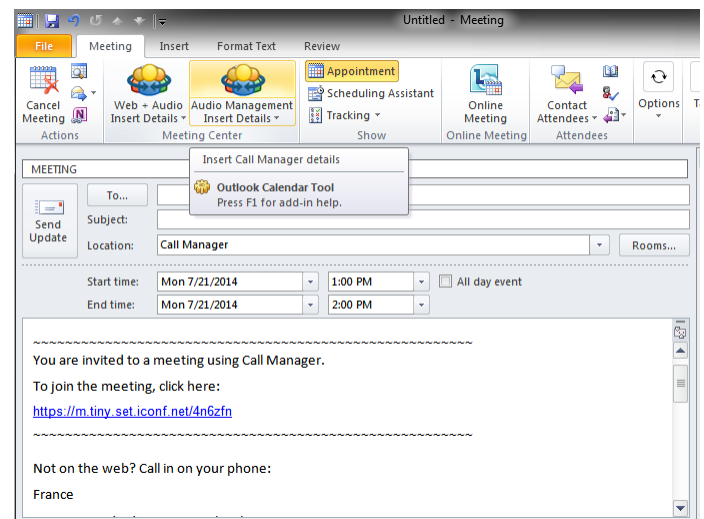 Untitled - Meeting
File Meeting Insert Format Text Review
Cancel Meeting
Actions
Web + Audio Insert Details
Audio Management Insert Details
Meeting Center
Appointment
Scheduling Assistant
Tracking
Show
Online Meeting
Online Meeting
Contact Attendees
Attendees
Options
T
Insert Call Manager details
Outlook Calendar Tool
Press F1 for add-in help.
MEETING
Send Update
To...
Subject:
Location: Call Manager Rooms...
Start time: Mon 7/21/2014 1:00 PM All day event
End time: Mon 7/21/2014 2:00 PM
~~~~~~~~~~~~~~~~~~~~~~~~~~~~~~~~~~~~~~~~~~~~~~~~~~~~~~~
You are invited to a meeting using Call Manager.
To join the meeting, click here:
https://m.tiny.set.iconf.net/4n6zfn
~~~~~~~~~~~~~~~~~~~~~~~~~~~~~~~~~~~~~~~~~~~~~~~~~~~~~~~
Not on the web? Call in on your phone:
France